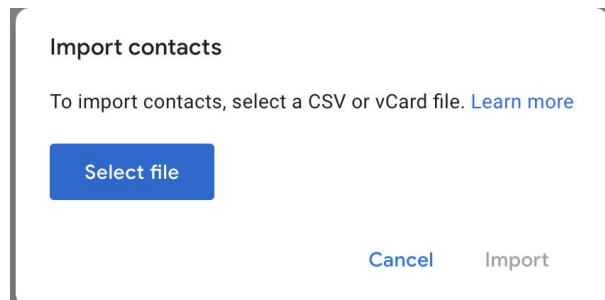 Import contacts
To import contacts, select a CSV or vCard file. Learn more
Select file
Cancel Import